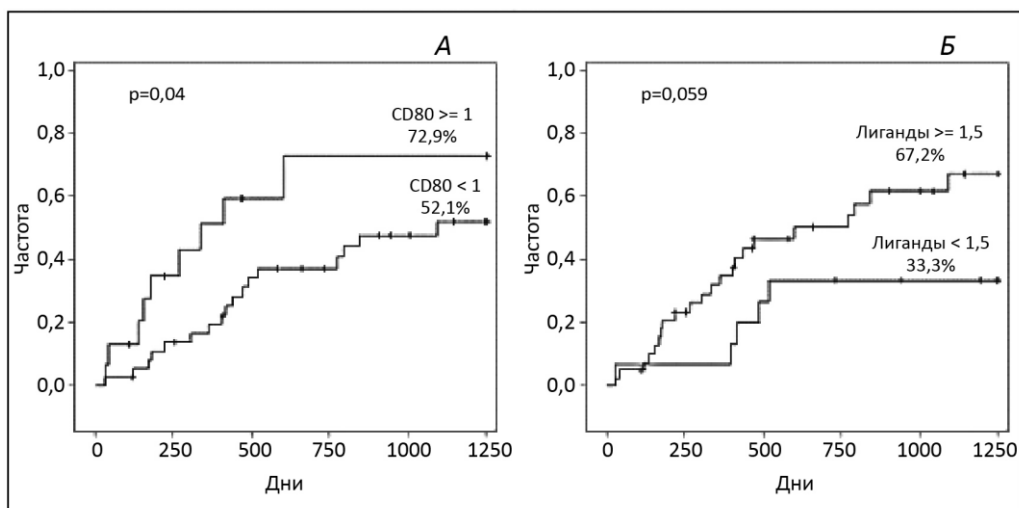 А
1,0
0,8
0,6
0,4
0,2
0,0
Частота
p=0,04
CD80 >= 1
72,9%
CD80 < 1
52,1%
0 250 500 750 1000 1250
Дни
Б
1,0
0,8
0,6
0,4
0,2
0,0
Частота
p=0,059
Лиганды >= 1,5
67,2%
Лиганды < 1,5
33,3%
0 250 500 750 1000 1250
Дни